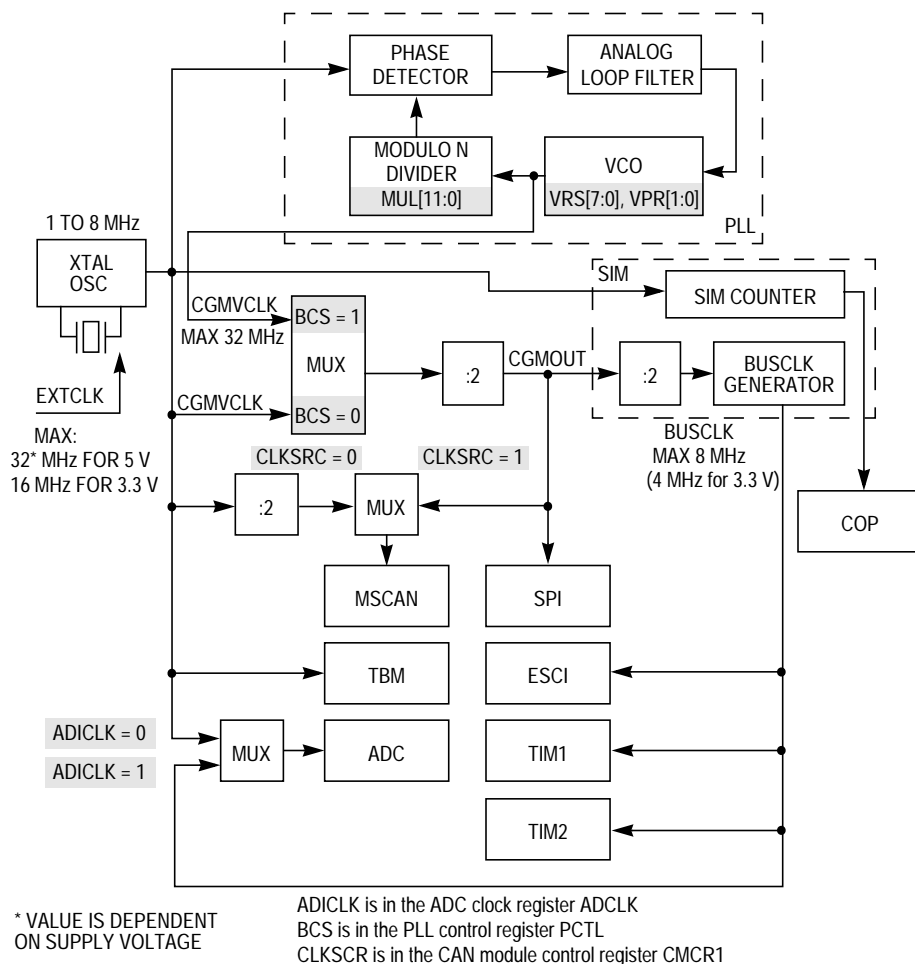 PHASE
DETECTOR
ANALOG
LOOP FILTER
MODULO N
DIVIDER
MUL[11:0]
VCO
VRS[7:0], VPR[1:0]
PLL
1 TO 8 MHz
XTAL
OSC
SIM
SIM COUNTER
CGMVCLK
MAX 32 MHz
BCS = 1
MUX
BCS = 0
:2
CGMOUT
:2
BUSCLK
GENERATOR
EXTCLK
CGMVCLK
MAX:
32* MHz FOR 5 V
16 MHz FOR 3.3 V
BUSCLK
MAX 8 MHz
(4 MHz for 3.3 V)
CLKSRC = 0
CLKSRC = 1
:2
MUX
COP
MSCAN
SPI
TBM
ESCI
ADICLK = 0
ADICLK = 1
MUX
ADC
TIM1
TIM2
* VALUE IS DEPENDENT
ON SUPPLY VOLTAGE
ADICLK is in the ADC clock register ADCLK
BCS is in the PLL control register PCTL
CLKSCR is in the CAN module control register CMCR1